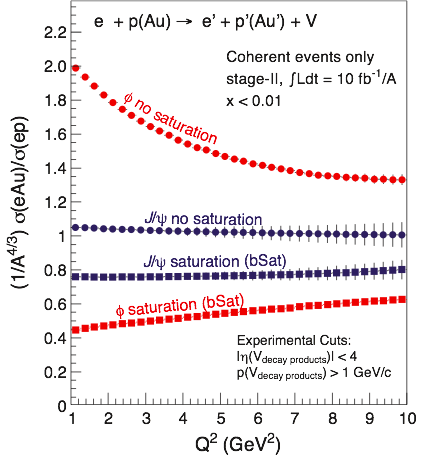 e + p(Au) → e’ + p’(Au’) + V
Coherent events only
stage-II, ∫Ldt = 10 fb⁻¹/A
x < 0.01
ϕ no saturation
J/ψ no saturation
J/ψ saturation (bSat)
ϕ saturation (bSat)
Experimental Cuts:
|η(V_decay products)| < 4
p(V_decay products) > 1 GeV/c
(1/A^4/3) σ(eAu)/σ(ep)
2.2
2.0
1.8
1.6
1.4
1.2
1
0.8
0.6
0.4
0.2
0
1 2 3 4 5 6 7 8 9 10
Q² (GeV²)